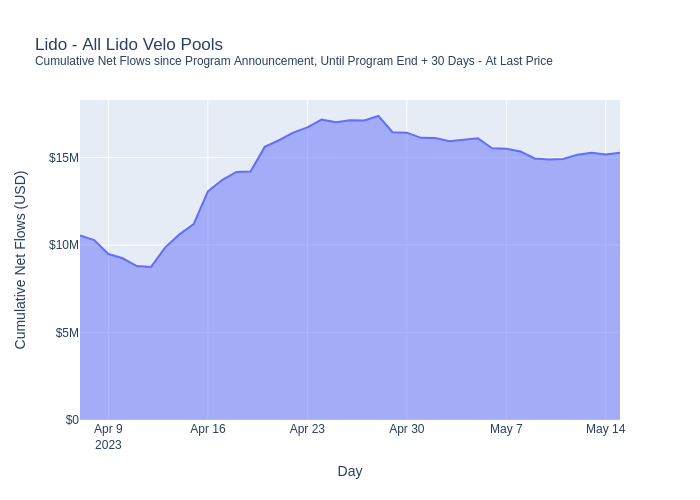 Lido - All Lido Velo Pools
Cumulative Net Flows since Program Announcement, Until Program End + 30 Days - At Last Price
Cumulative Net Flows (USD)
$15M
$10M
$5M
$0
Apr 9 Apr 16 Apr 23 Apr 30 May 7 May 14
2023
Day